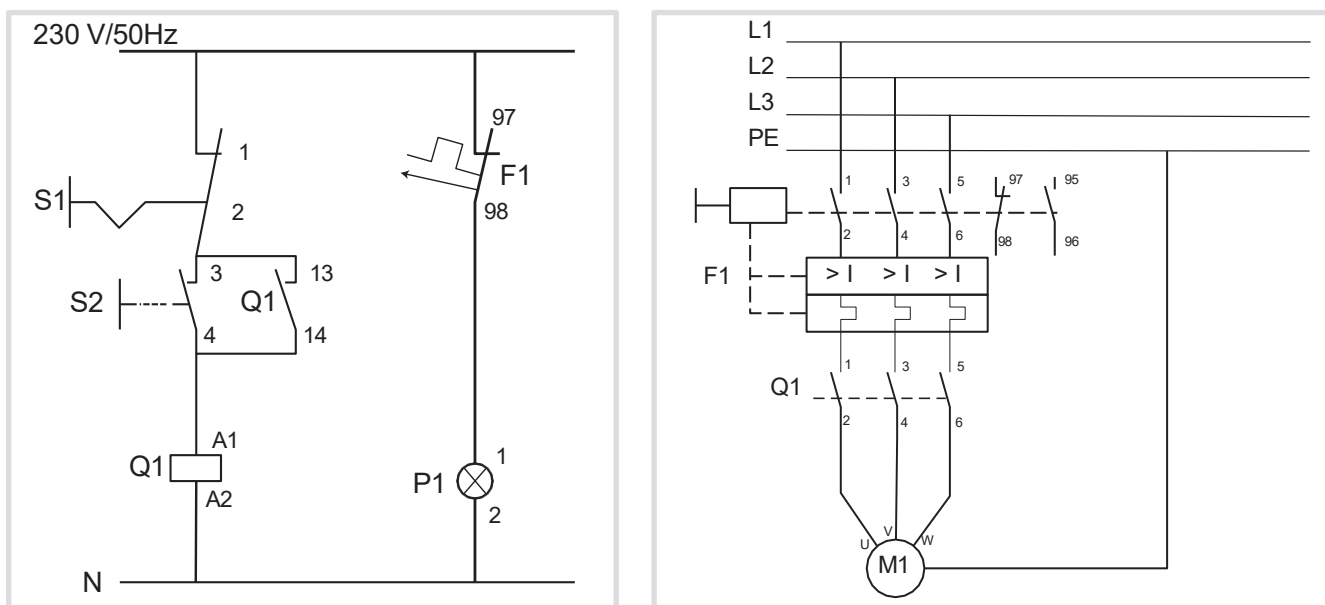 230 V/50Hz
1
S1
2
3
13
S2
Q1
4
14
A1
Q1
A2
N
97
F1
98
1
P1
2
L1
L2
L3
PE
1 3 5 97 95
2 4 6 98 96
F1
> I > I > I
1 3 5
Q1
2 4 6
U V W
M1